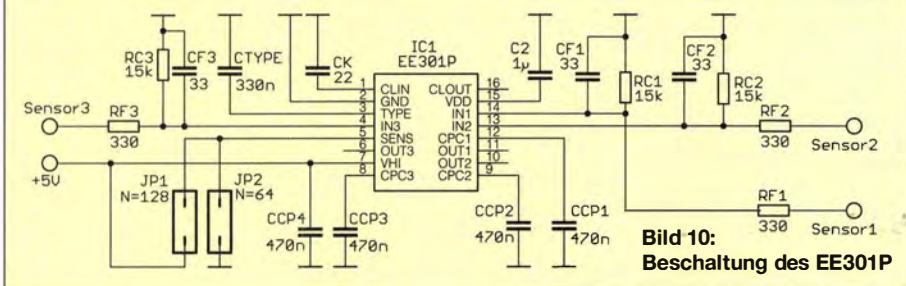 RC3
15k
CF3
33
CTYPE
330n
CK
22
IC1
EE301P
C2
1µ
CF1
33
RC1
15k
CF2
33
RC2
15k
1 CLIN CLOUT 16
2 GND VDD 15
3 TYPE IN1 14
4 IN3 IN2 13
5 SENS CPC1 12
6 OUT3 OUT1 11
7 VHI OUT2 10
8 CPC3 CPC2 9
Sensor3
RF3
330
+5V
JP1
N=128
JP2
N=64
CCP4
470n
CCP3
470n
CCP2
470n
CCP1
470n
RF2
330
Sensor2
RF1
330
Sensor1
Bild 10:
Beschaltung des EE301P